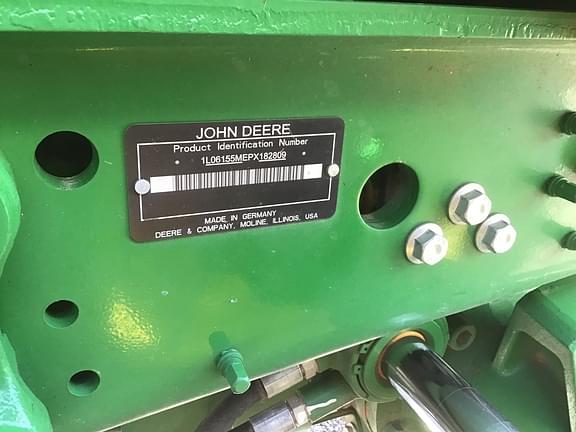 JOHN DEERE
Product Identification Number
* 1L06155MEPX182809 *
MADE IN GERMANY
DEERE & COMPANY, MOLINE, ILLINOIS, USA